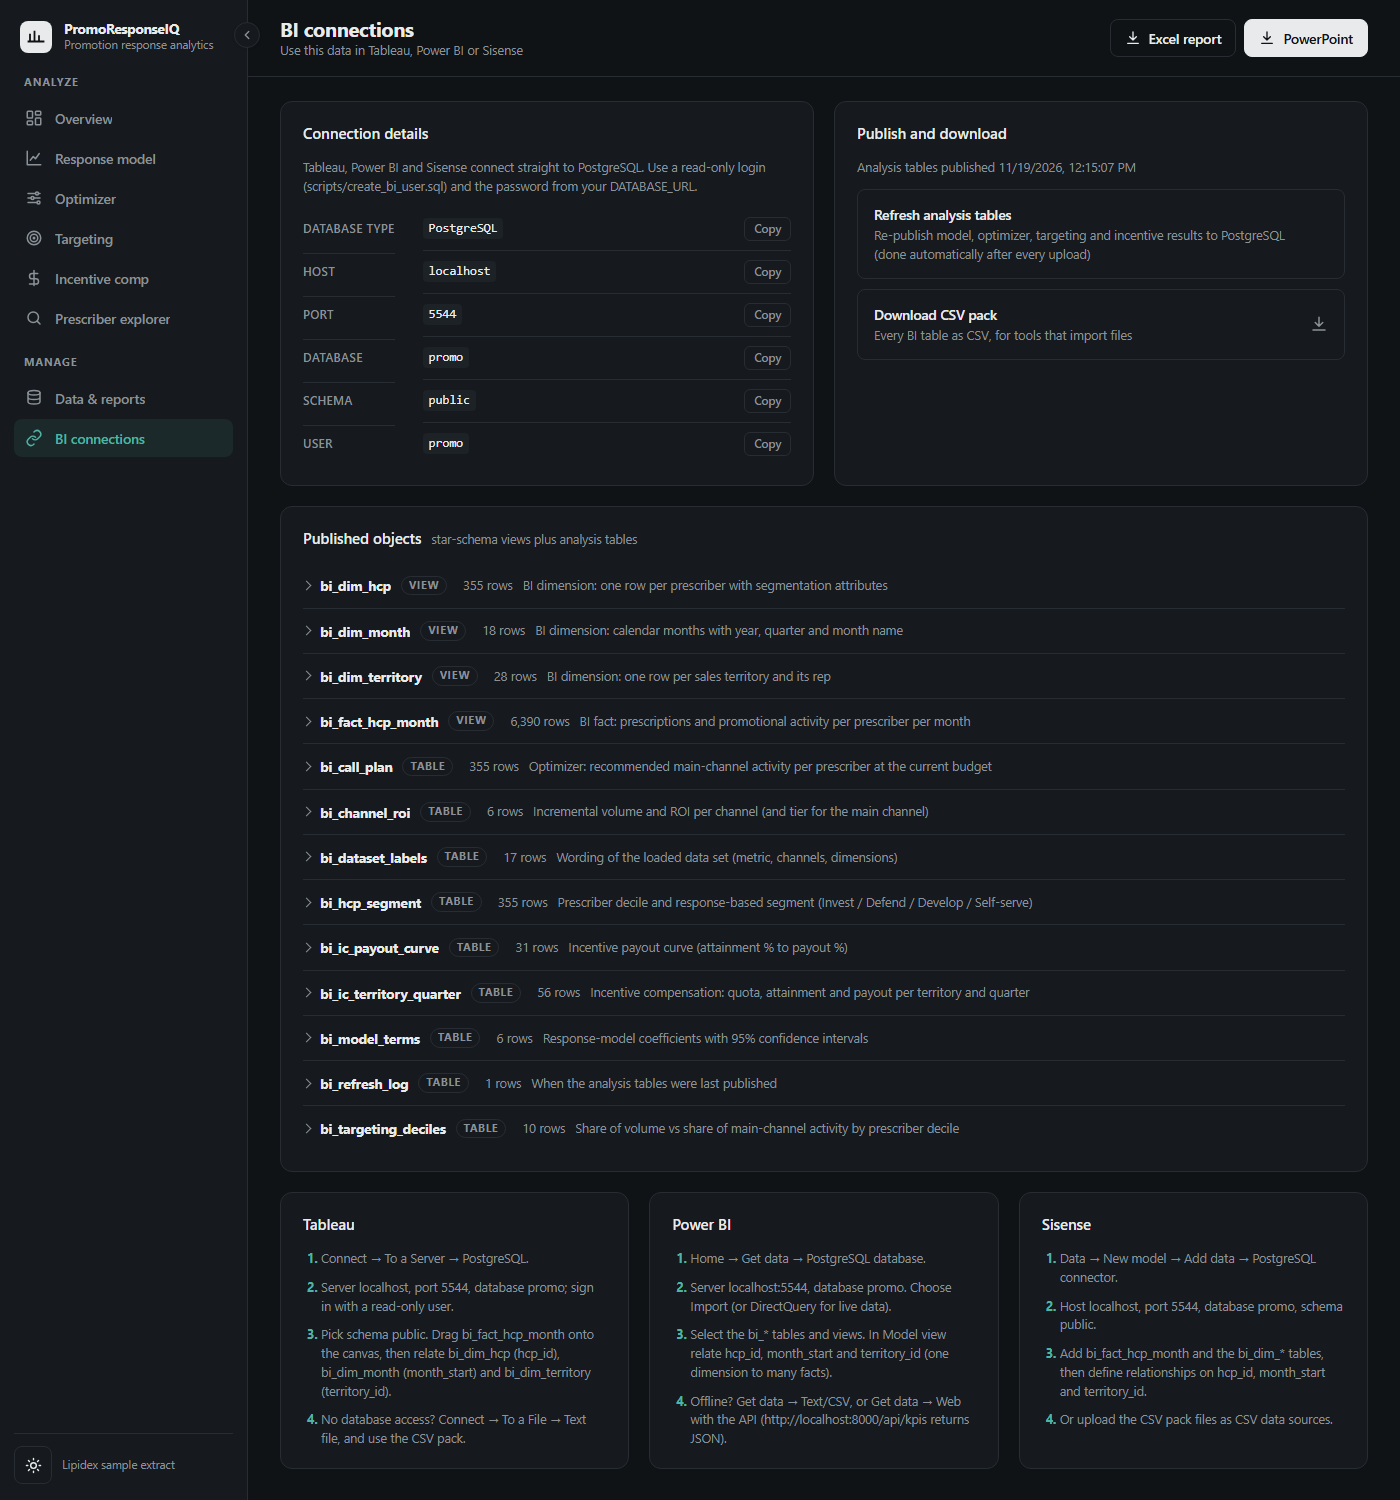 PromoResponseIQ
Promotion response analytics
ANALYZE
Overview
Response model
Optimizer
Targeting
Incentive comp
Prescriber explorer
MANAGE
Data & reports
BI connections
Lipidex sample extract
BI connections
Use this data in Tableau, Power BI or Sisense
Excel report
PowerPoint
Connection details
Tableau, Power BI and Sisense connect straight to PostgreSQL. Use a read-only login
(scripts/create_bi_user.sql) and the password from your DATABASE_URL.
DATABASE TYPE PostgreSQL Copy
HOST localhost Copy
PORT 5544 Copy
DATABASE promo Copy
SCHEMA public Copy
USER promo Copy
Publish and download
Analysis tables published 11/19/2026, 12:15:07 PM
Refresh analysis tables
Re-publish model, optimizer, targeting and incentive results to PostgreSQL
(done automatically after every upload)
Download CSV pack
Every BI table as CSV, for tools that import files
Published objects star-schema views plus analysis tables
bi_dim_hcp VIEW 355 rows BI dimension: one row per prescriber with segmentation attributes
bi_dim_month VIEW 18 rows BI dimension: calendar months with year, quarter and month name
bi_dim_territory VIEW 28 rows BI dimension: one row per sales territory and its rep
bi_fact_hcp_month VIEW 6,390 rows BI fact: prescriptions and promotional activity per prescriber per month
bi_call_plan TABLE 355 rows Optimizer: recommended main-channel activity per prescriber at the current budget
bi_channel_roi TABLE 6 rows Incremental volume and ROI per channel (and tier for the main channel)
bi_dataset_labels TABLE 17 rows Wording of the loaded data set (metric, channels, dimensions)
bi_hcp_segment TABLE 355 rows Prescriber decile and response-based segment (Invest / Defend / Develop / Self-serve)
bi_ic_payout_curve TABLE 31 rows Incentive payout curve (attainment % to payout %)
bi_ic_territory_quarter TABLE 56 rows Incentive compensation: quota, attainment and payout per territory and quarter
bi_model_terms TABLE 6 rows Response-model coefficients with 95% confidence intervals
bi_refresh_log TABLE 1 rows When the analysis tables were last published
bi_targeting_deciles TABLE 10 rows Share of volume vs share of main-channel activity by prescriber decile
Tableau
1. Connect → To a Server → PostgreSQL.
2. Server localhost, port 5544, database promo; sign
in with a read-only user.
3. Pick schema public. Drag bi_fact_hcp_month onto
the canvas, then relate bi_dim_hcp (hcp_id),
bi_dim_month (month_start) and bi_dim_territory
(territory_id).
4. No database access? Connect → To a File → Text
file, and use the CSV pack.
Power BI
1. Home → Get data → PostgreSQL database.
2. Server localhost:5544, database promo. Choose
Import (or DirectQuery for live data).
3. Select the bi_* tables and views. In Model view
relate hcp_id, month_start and territory_id (one
dimension to many facts).
4. Offline? Get data → Text/CSV, or Get data → Web
with the API (http://localhost:8000/api/kpis returns
JSON).
Sisense
1. Data → New model → Add data → PostgreSQL
connector.
2. Host localhost, port 5544, database promo, schema
public.
3. Add bi_fact_hcp_month and the bi_dim_* tables,
then define relationships on hcp_id, month_start
and territory_id.
4. Or upload the CSV pack files as CSV data sources.